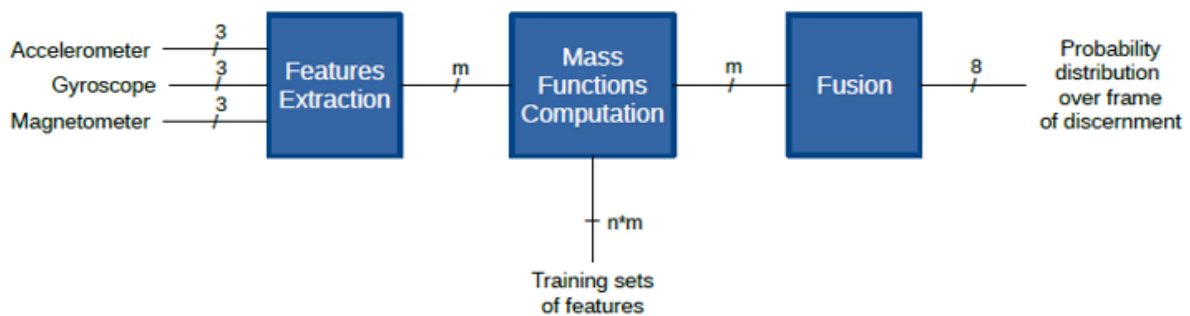 Accelerometer
3
Gyroscope
3
Magnetometer
3
Features
Extraction
m
Mass
Functions
Computation
m
Fusion
8
Probability
distribution
over frame
of discernment
n*m
Training sets
of features